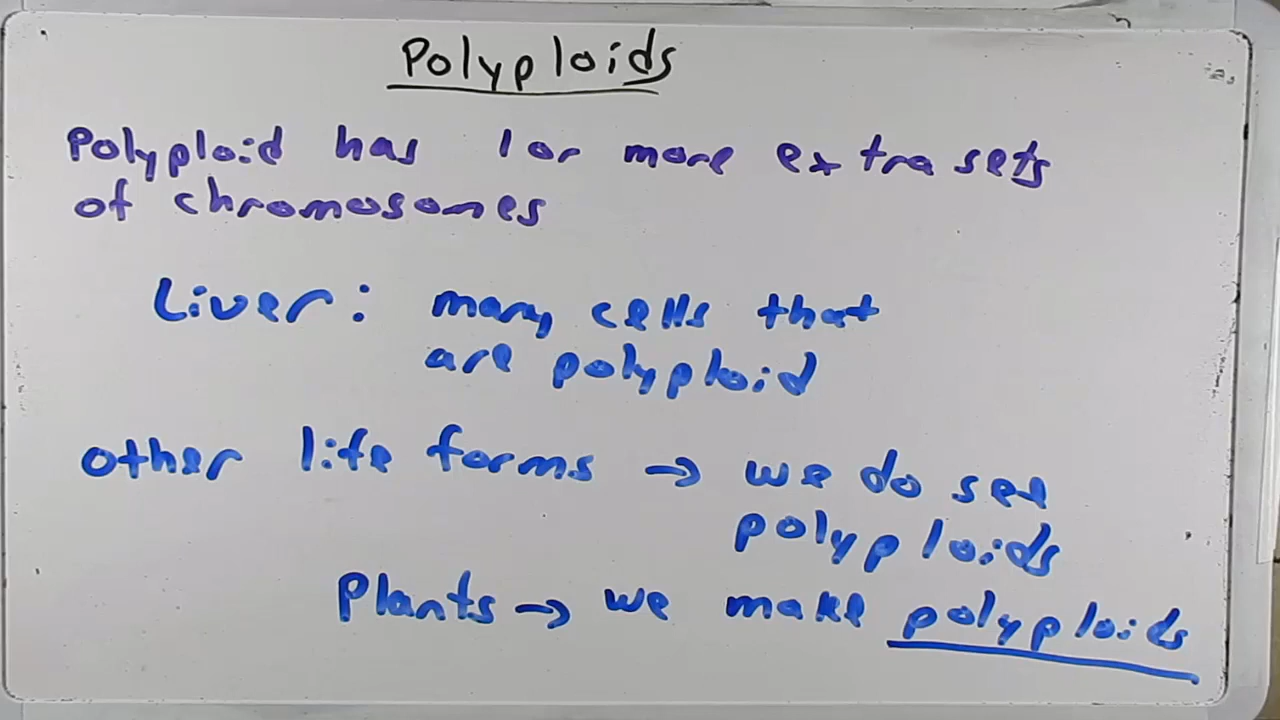 Polyploids
Polyploid has 1 or more extra sets
of chromosomes
Liver: many cells that
are polyploid
other life forms → we do see
polyploids
Plants → we make polyploids